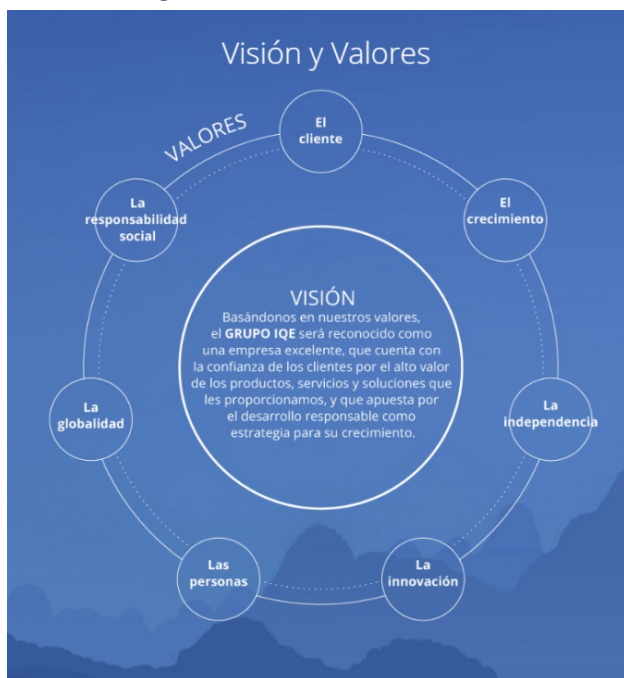 Visión y Valores
VALORES
El
cliente
El
crecimiento
La
independencia
La
innovación
Las
personas
La
globalidad
La
responsabilidad
social
VISIÓN
Basándonos en nuestros valores,
el GRUPO IQE será reconocido como
una empresa excelente, que cuenta con
la confianza de los clientes por el alto valor
de los productos, servicios y soluciones que
les proporcionamos, y que apuesta por
el desarrollo responsable como
estrategia para su crecimiento.